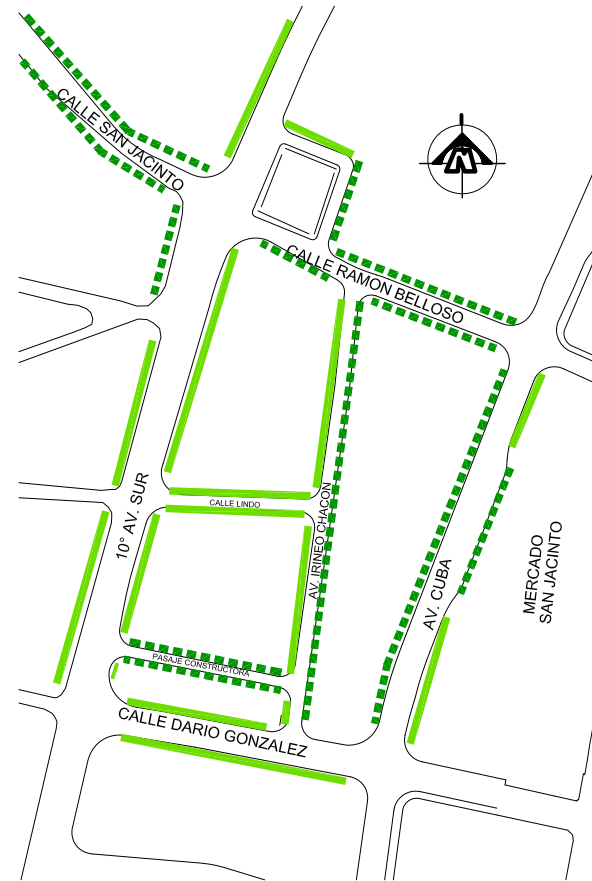 CALLE SAN JACINTO
CALLE RAMON BELLOSO
10° AV. SUR
CALLE LINDO
AV. IRINEO CHACON
AV. CUBA
MERCADO
SAN JACINTO
PASAJE CONSTRUCTORA
CALLE DARIO GONZALEZ